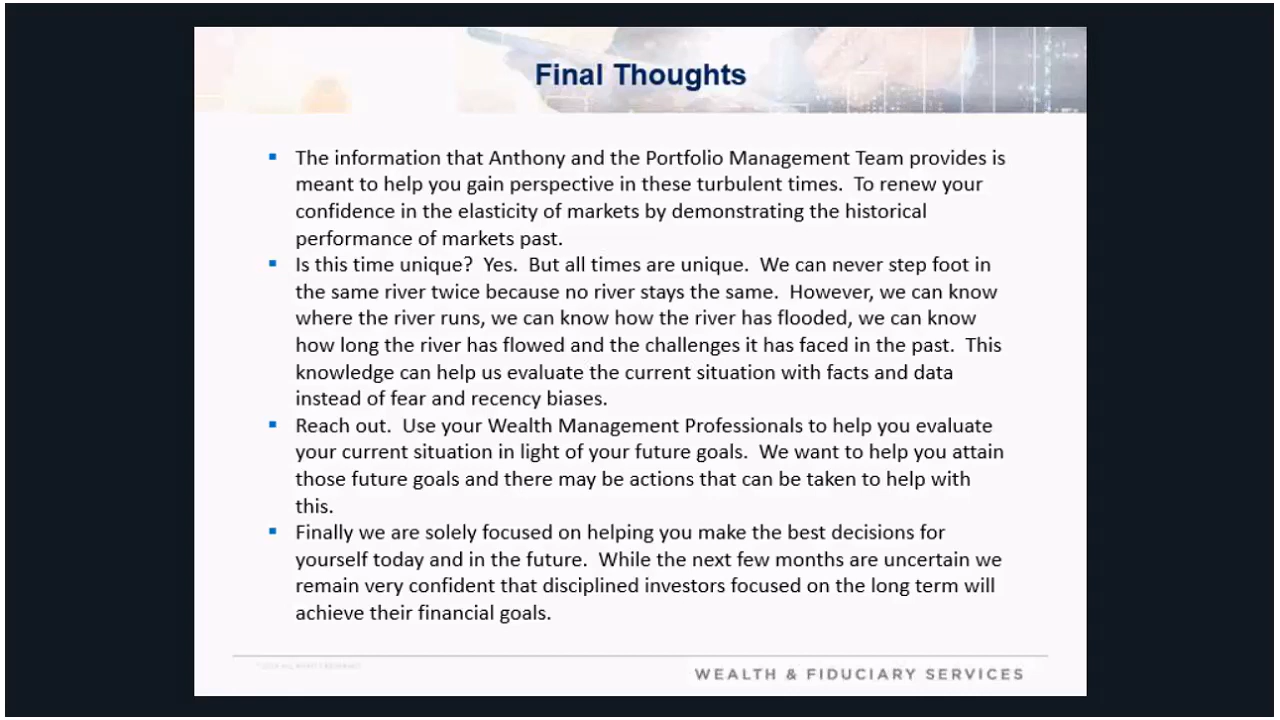 Final Thoughts
The information that Anthony and the Portfolio Management Team provides is
meant to help you gain perspective in these turbulent times. To renew your
confidence in the elasticity of markets by demonstrating the historical
performance of markets past.
Is this time unique? Yes. But all times are unique. We can never step foot in
the same river twice because no river stays the same. However, we can know
where the river runs, we can know how the river has flooded, we can know
how long the river has flowed and the challenges it has faced in the past. This
knowledge can help us evaluate the current situation with facts and data
instead of fear and recency biases.
Reach out. Use your Wealth Management Professionals to help you evaluate
your current situation in light of your future goals. We want to help you attain
those future goals and there may be actions that can be taken to help with
this.
Finally we are solely focused on helping you make the best decisions for
yourself today and in the future. While the next few months are uncertain we
remain very confident that disciplined investors focused on the long term will
achieve their financial goals.
WEALTH & FIDUCIARY SERVICES